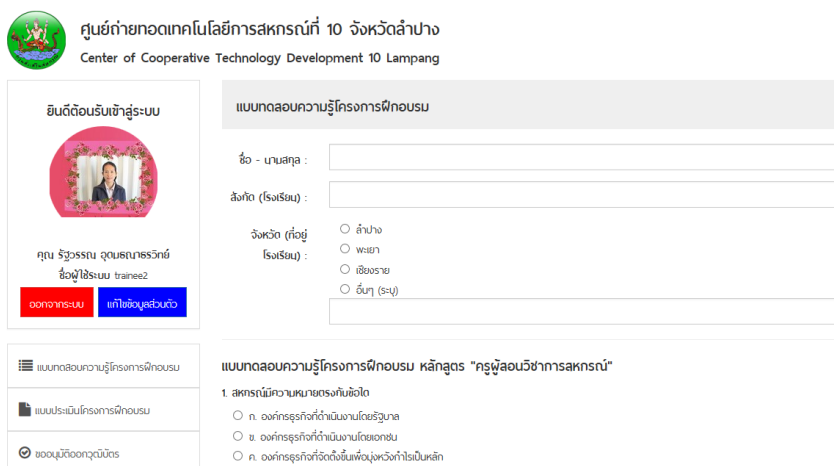 ศูนย์ถ่ายทอดเทคโนโลยีการสหกรณ์ที่ 10 จังหวัดลำปาง
Center of Cooperative Technology Development 10 Lampang
ยินดีต้อนรับเข้าสู่ระบบ
คุณ รัฐวรรณ อุดมธณาธรวิทย์
ชื่อผู้ใช้ระบบ trainee2
ออกจากระบบ แก้ไขข้อมูลส่วนตัว
แบบทดสอบความรู้โครงการฝึกอบรม
แบบประเมินโครงการฝึกอบรม
ขออนุมัติออกวุฒิบัตร
แบบทดสอบความรู้โครงการฝึกอบรม
ชื่อ - นามสกุล :
สังกัด (โรงเรียน) :
จังหวัด (ที่อยู่
โรงเรียน) :
ลำปาง
พะเยา
เชียงราย
อื่นๆ (ระบุ)
แบบทดสอบความรู้โครงการฝึกอบรม หลักสูตร "ครูผู้สอนวิชาการสหกรณ์"
1. สหกรณ์มีความหมายตรงกับข้อใด
ก. องค์กรธุรกิจที่ดำเนินงานโดยรัฐบาล
ข. องค์กรธุรกิจที่ดำเนินงานโดยเอกชน
ค. องค์กรธุรกิจที่จัดตั้งขึ้นเพื่อมุ่งหวังกำไรเป็นหลัก